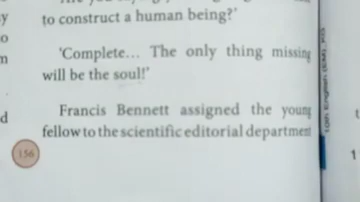 to construct a human being?'
'Complete... The only thing missing
will be the soul!'
Francis Bennett assigned the young
fellow to the scientific editorial department
156